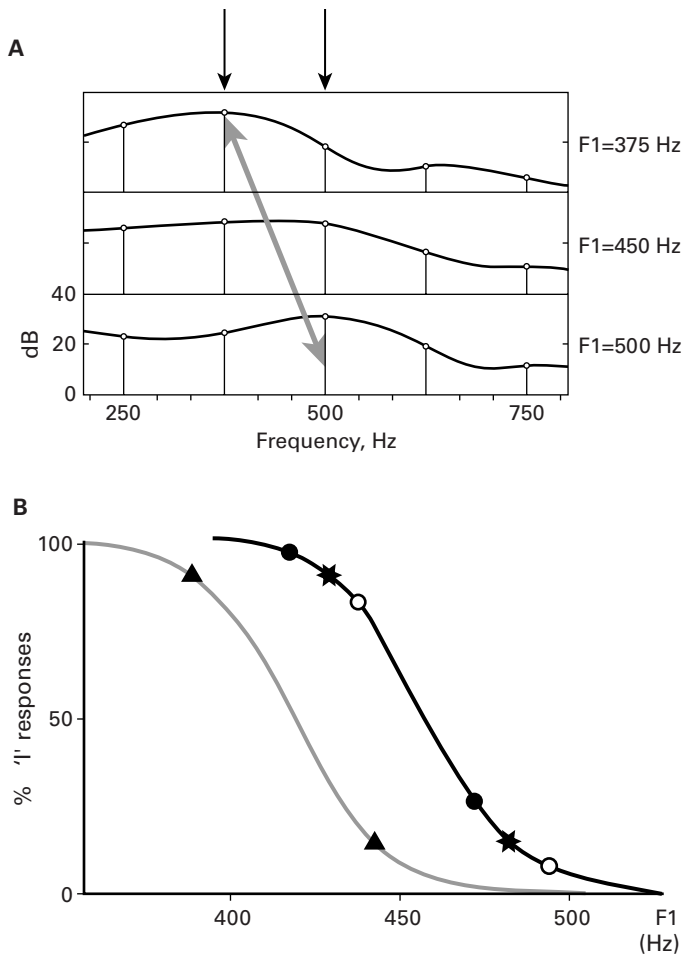 A
F1=375 Hz
F1=450 Hz
40
F1=500 Hz
dB
20
0
250 500 750
Frequency, Hz
B
100
% 'I' responses
50
0
400 450 500 F1
(Hz)